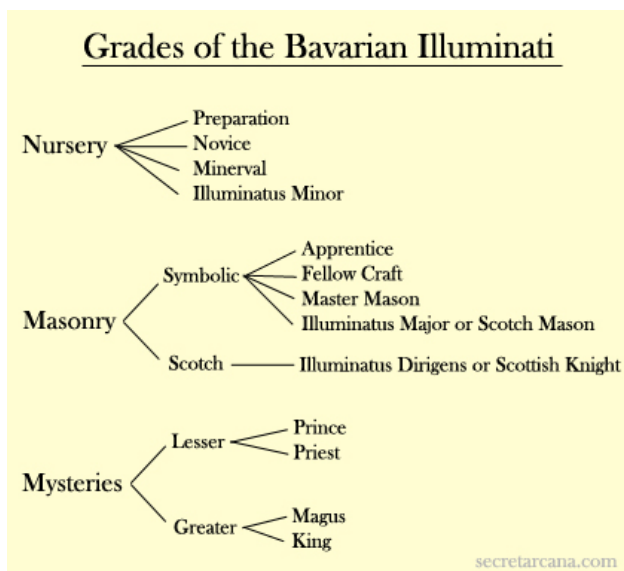 Grades of the Bavarian Illuminati
Nursery
Preparation
Novice
Minerval
Illuminatus Minor
Masonry
Symbolic
Apprentice
Fellow Craft
Master Mason
Illuminatus Major or Scotch Mason
Scotch
Illuminatus Dirigens or Scottish Knight
Mysteries
Lesser
Prince
Priest
Greater
Magus
King
secretarcana.com